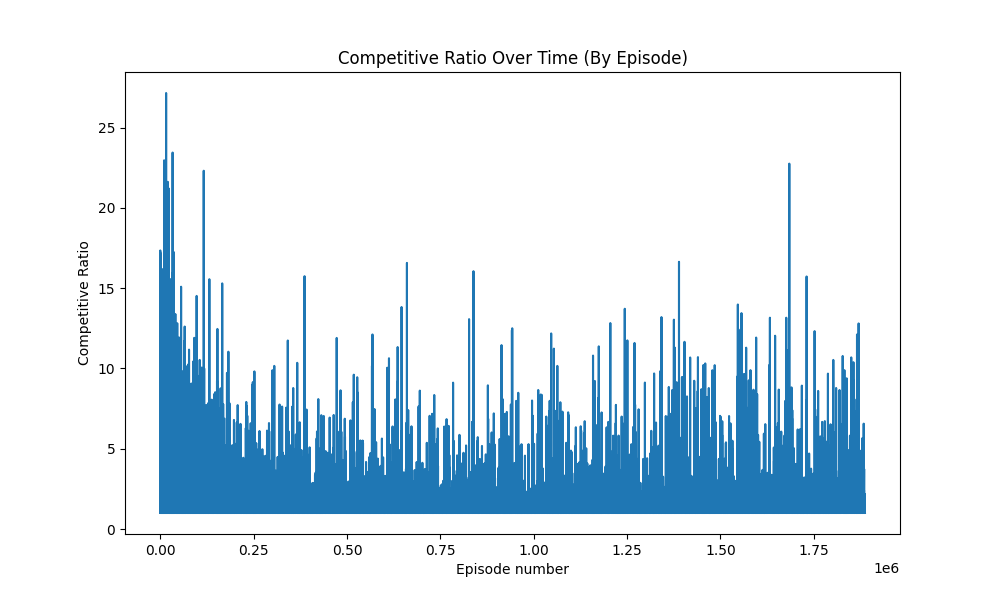 Competitive Ratio Over Time (By Episode)
Competitive Ratio
25
20
15
10
5
0
0.00 0.25 0.50 0.75 1.00 1.25 1.50 1.75
1e6
Episode number